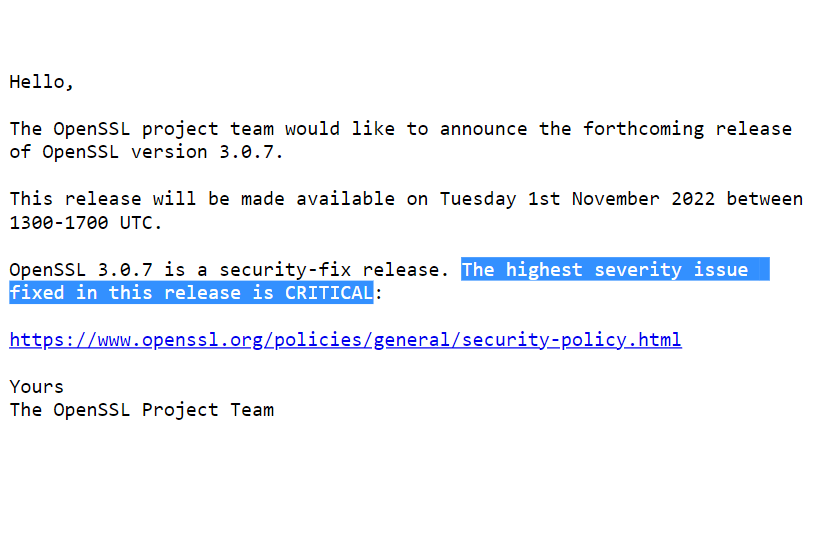 Hello,
The OpenSSL project team would like to announce the forthcoming release
of OpenSSL version 3.0.7.
This release will be made available on Tuesday 1st November 2022 between
1300-1700 UTC.
OpenSSL 3.0.7 is a security-fix release. The highest severity issue
fixed in this release is CRITICAL:
https://www.openssl.org/policies/general/security-policy.html
Yours
The OpenSSL Project Team